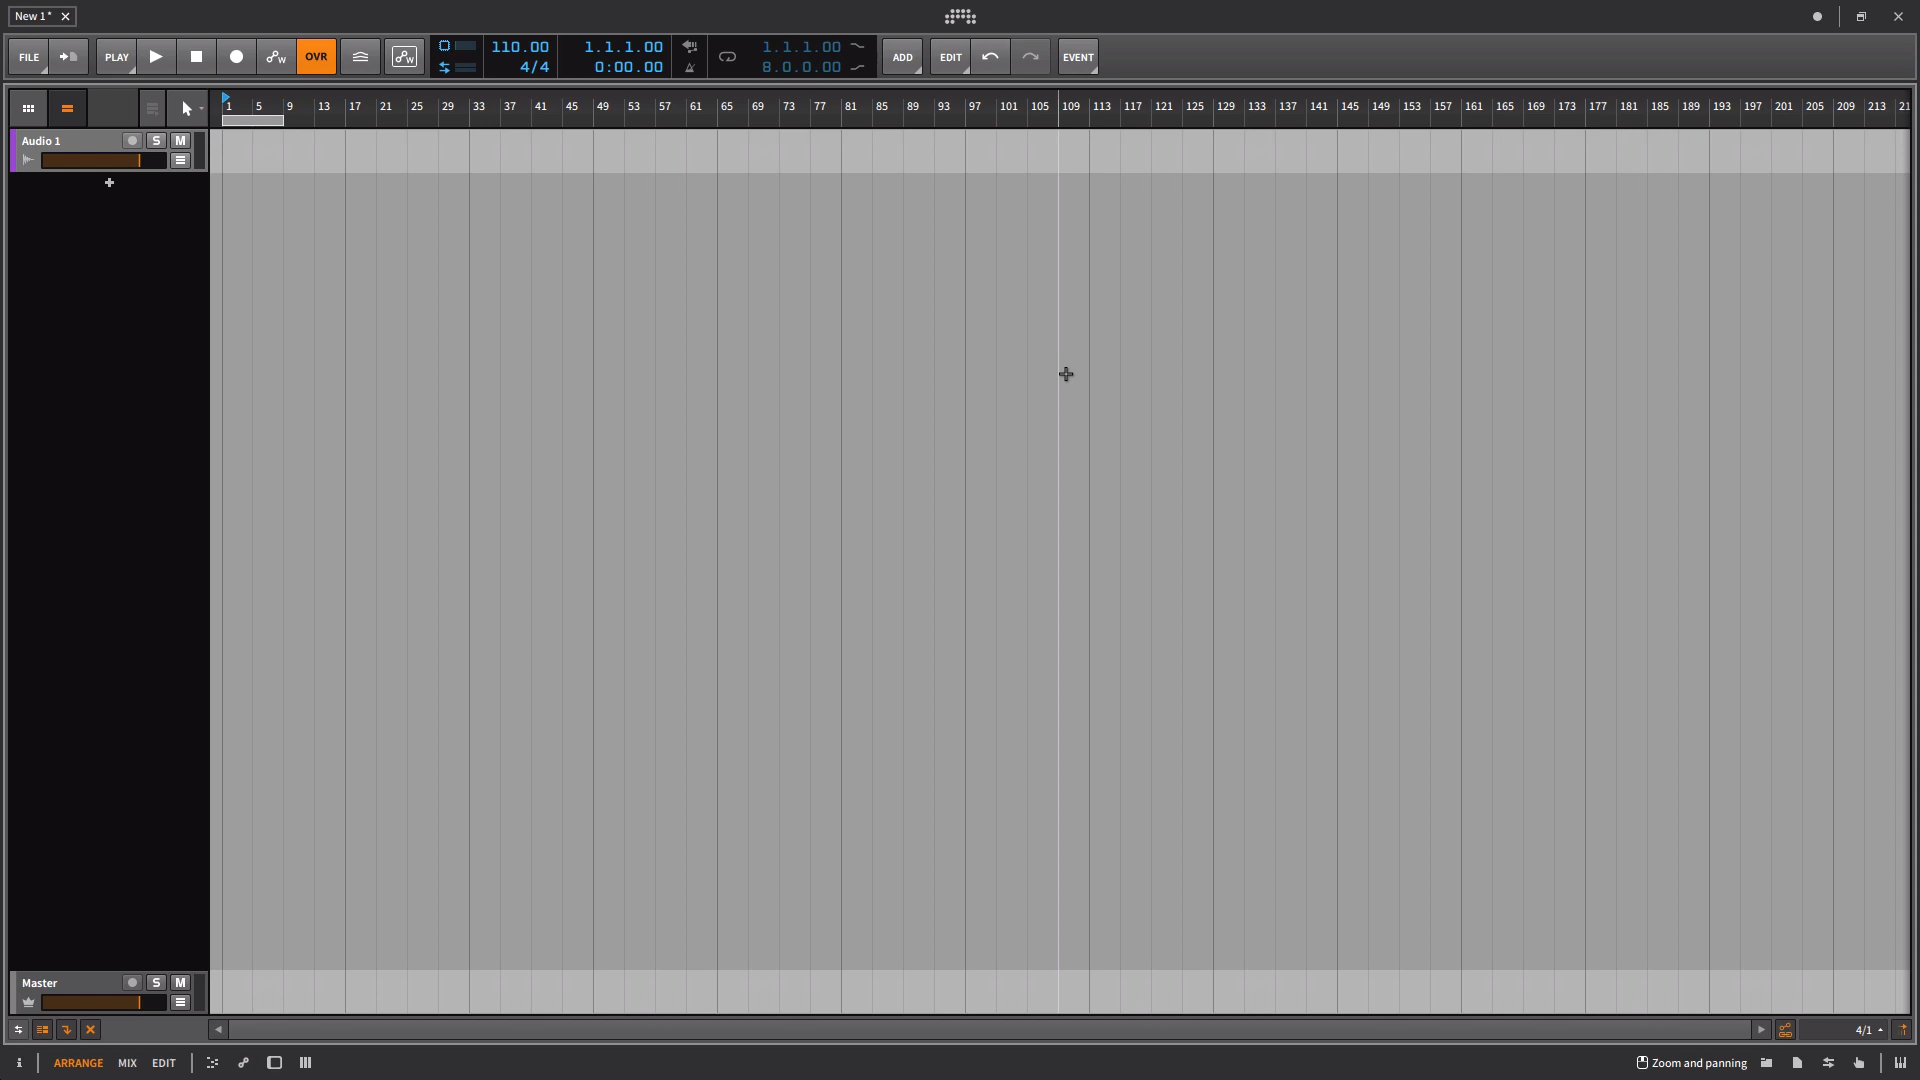 New 1*
FILE PLAY OVR 110.00 4/4 1.1.1.00 0:00.00 1.1.1.00 8.0.0.00 ADD EDIT EVENT
1 5 9 13 17 21 25 29 33 37 41 45 49 53 57 61 65 69 73 77 81 85 89 93 97 101 105 109 113 117 121 125 129 133 137 141 145 149 153 157 161 165 169 173 177 181 185 189 193 197 201 205 209 213 21
Audio 1 S M
Master S M
4/1
i ARRANGE MIX EDIT Zoom and panning